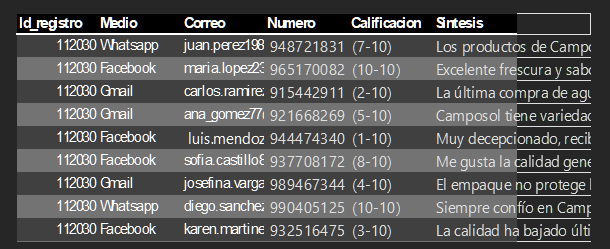 Id_registro Medio Correo Numero Calificacion Sintesis
112030 Whatsapp juan.perez198 948721831 (7-10) Los productos de Campo
112030 Facebook maria.lopez23 965170082 (10-10) Excelente frescura y sabo
112030 Gmail carlos.ramire 915442911 (2-10) La última compra de agu
112030 Facebook ana_gomez77 921668269 (5-10) Camposol tiene variedad
112030 Facebook luis.mendoz 944474340 (1-10) Muy decepcionado, recib
112030 Facebook sofia.castillo8 937708172 (8-10) Me gusta la calidad gene
112030 Gmail josefina.varga 989467344 (4-10) El empaque no protege l
112030 Whatsapp diego.sanchez 990405125 (10-10) Siempre confío en Camp
112030 Facebook karen.martine 932516475 (3-10) La calidad ha bajado últi